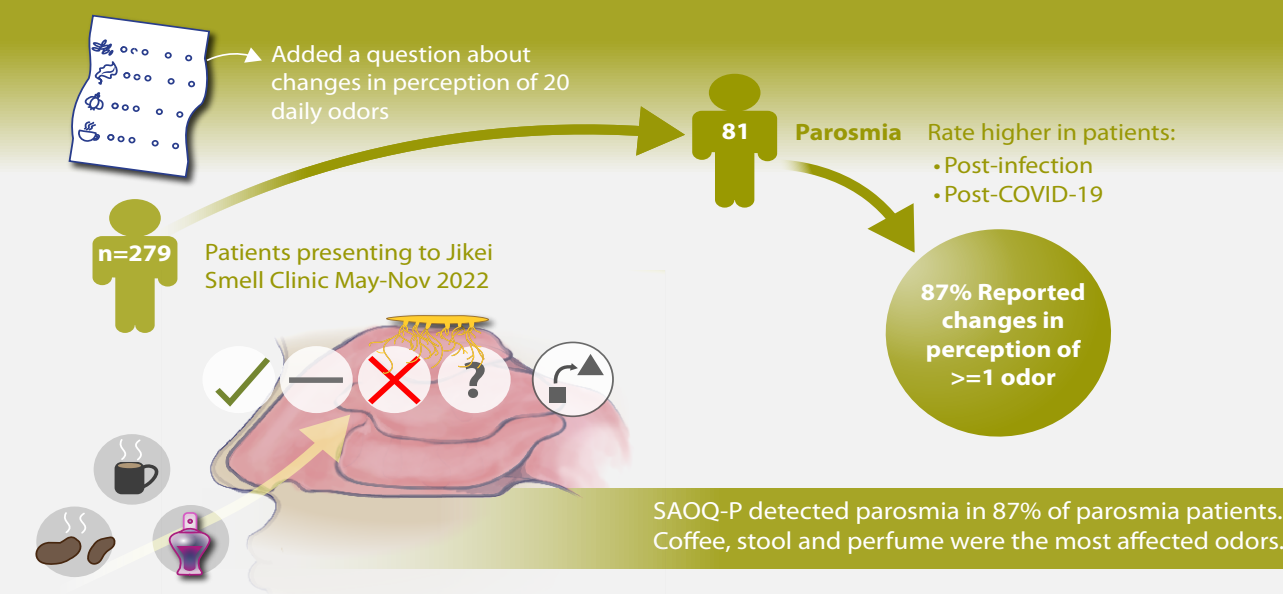 Added a question about
changes in perception of 20
daily odors
81
Parosmia
Rate higher in patients:
• Post-infection
• Post-COVID-19
n=279
Patients presenting to Jikei
Smell Clinic May-Nov 2022
87% Reported
changes in
perception of
>=1 odor
?
SAOQ-P detected parosmia in 87% of parosmia patients.
Coffee, stool and perfume were the most affected odors.